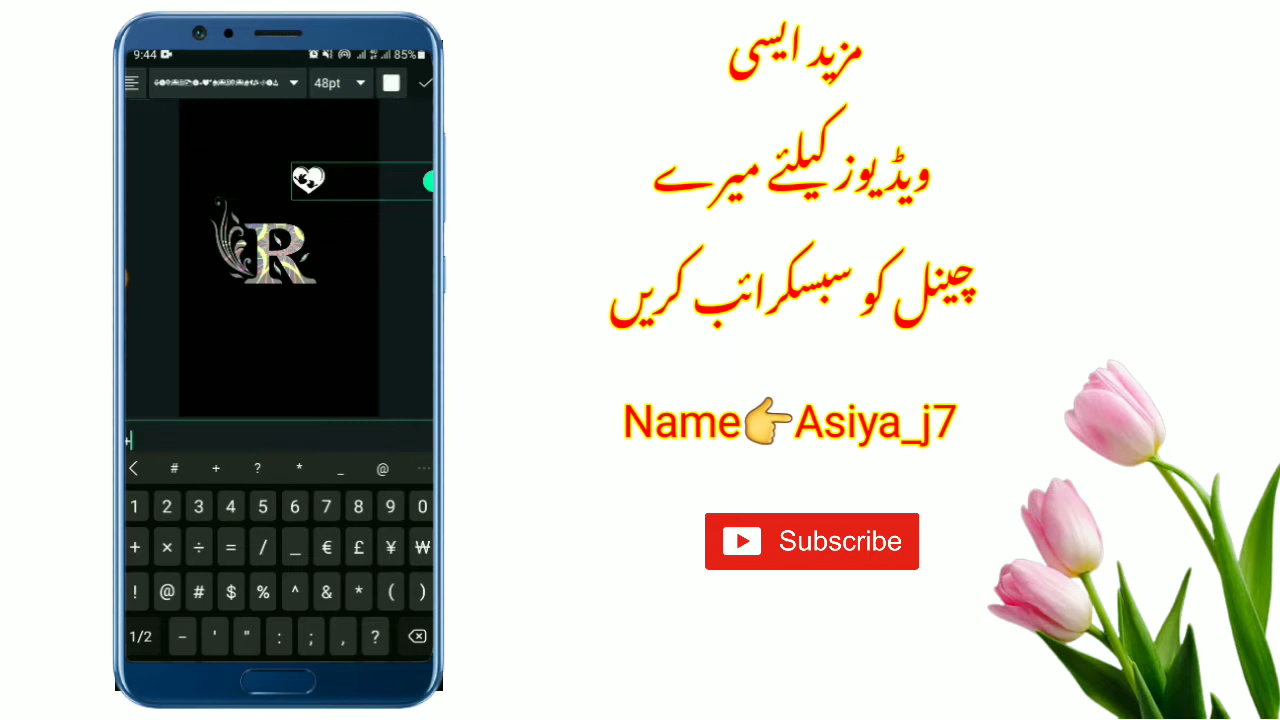 9:44
85%
48pt
R
+
# + ? * _ @ ...
1 2 3 4 5 6 7 8 9 0
+ × ÷ = / _ € £ ¥ ₩
! @ # $ % ^ & * ( )
1/2 - ' " : ; , ?
مزید ایسی
ویڈیوز کیلئے میرے
چینل کو سبسکرائب کریں
Name👉Asiya_j7
Subscribe